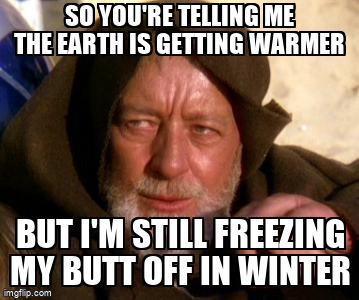 SO YOU'RE TELLING ME
THE EARTH IS GETTING WARMER
BUT I'M STILL FREEZING
MY BUTT OFF IN WINTER
imgflip.com